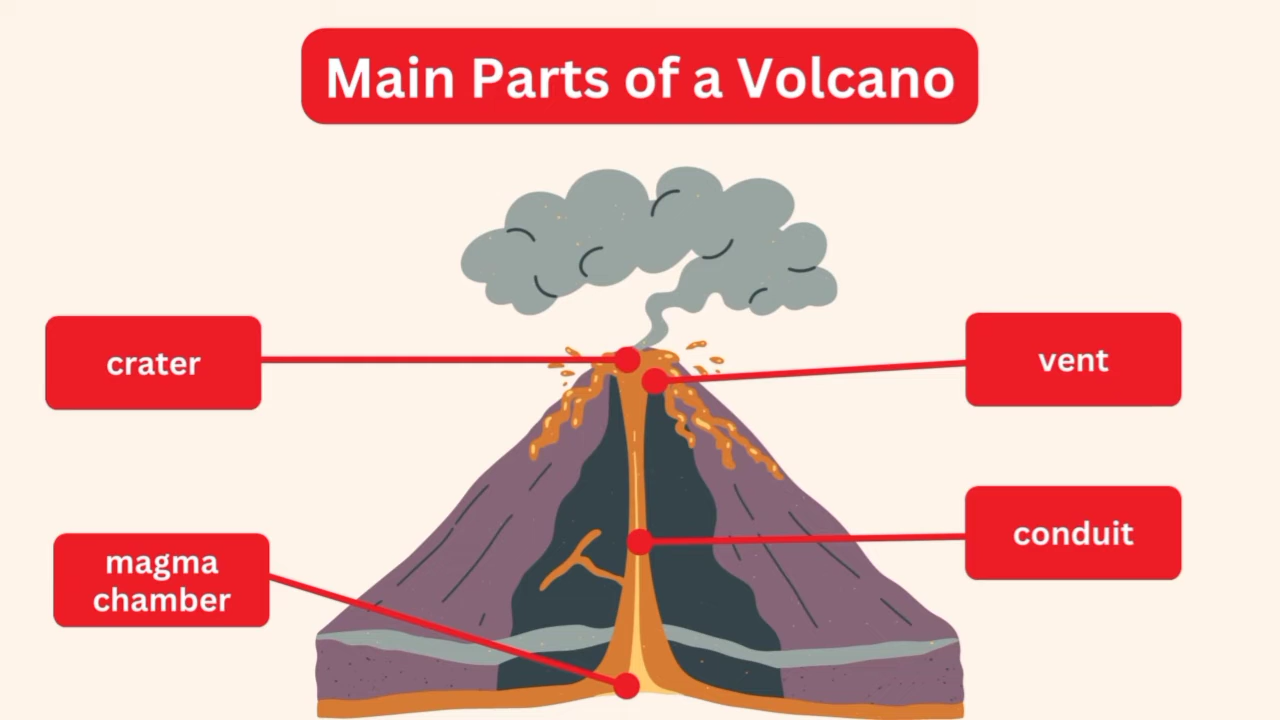 Main Parts of a Volcano
crater
vent
conduit
magma
chamber